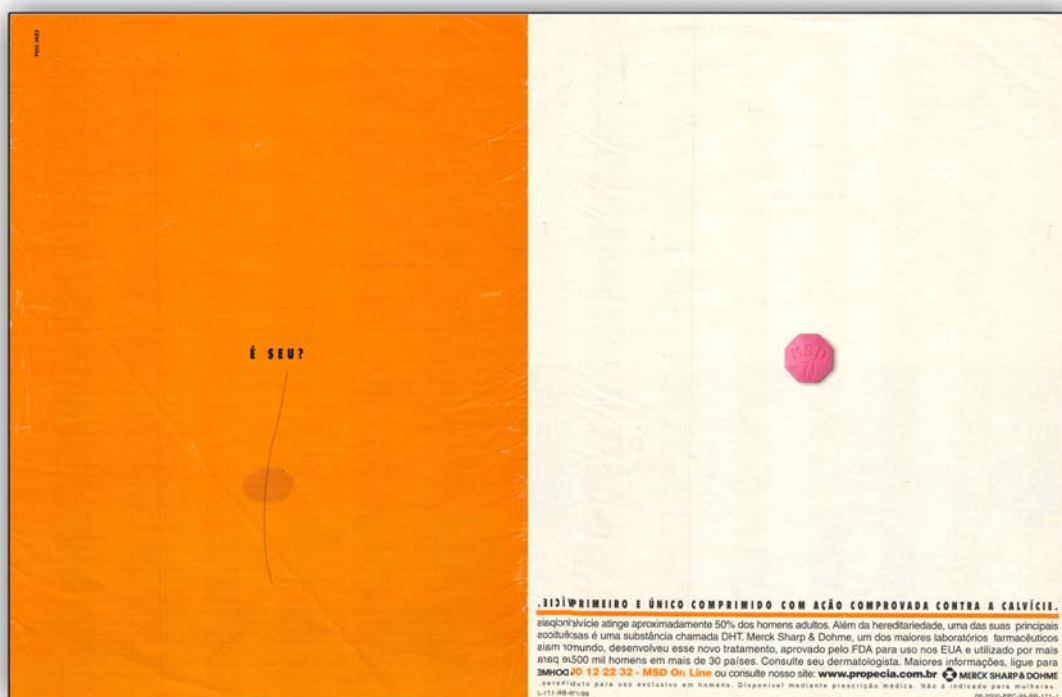 É SEU?
MSD
PRIMEIRO E ÚNICO COMPRIMIDO COM AÇÃO COMPROVADA CONTRA A CALVÍCIE.
atinge aproximadamente 50% dos homens adultos. Além da hereditariedade, uma das suas principais
é uma substância chamada DHT. Merck Sharp & Dohme, um dos maiores laboratórios farmacêuticos
desenvolveu esse novo tratamento, aprovado pelo FDA para uso nos EUA e utilizado por mais
500 mil homens em mais de 30 países. Consulte seu dermatologista. Maiores informações, ligue para
12 22 32 - MSD On Line ou consulte nosso site: www.propecia.com.br MERCK SHARP & DOHME
para uso exclusivo em homens. Disponível mediante prescrição médica. Não é indicado para mulheres.